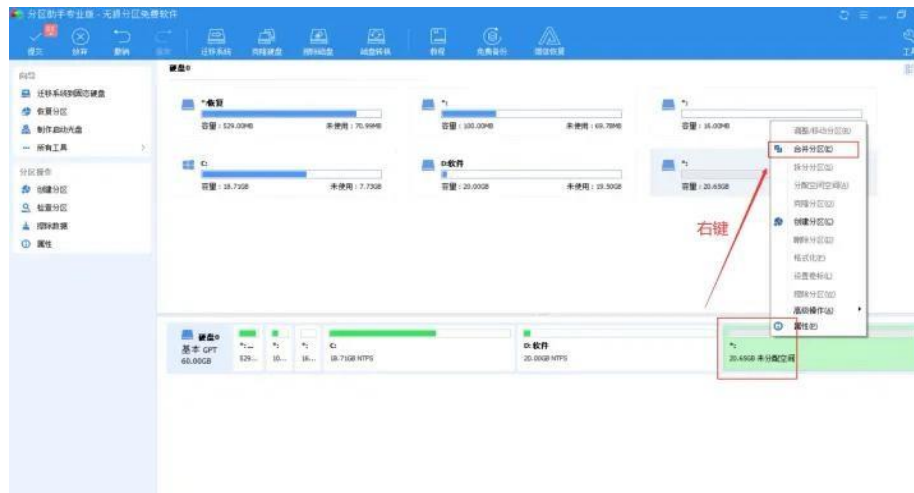 分区助手专业版 - 无损分区免费软件
提交 放弃 撤销 重做 迁移系统 克隆硬盘 擦除磁盘 磁盘转换 教程 免费备份 增值恢复 工具
向导
迁移系统到固态硬盘
恢复分区
制作启动光盘
所有工具
分区操作
创建分区
检查分区
擦除数据
属性
硬盘0
*:恢复
容量：529.00MB 未使用：70.99MB
*:
容量：100.00MB 未使用：69.78MB
*:
容量：16.00MB
C:
容量：18.71GB 未使用：7.73GB
D:软件
容量：20.00GB 未使用：19.50GB
*:
容量：20.65GB
调整/移动分区(R)
合并分区(E)
拆分分区(S)
分配空闲空间(A)
克隆分区(Q)
创建分区(C)
删除分区(D)
格式化(F)
设置卷标(L)
擦除分区(W)
高级操作(A)
属性(P)
右键
硬盘0
基本 GPT
60.00GB
*:...
529...
*:
10...
*:
16...
C:
18.71GB NTFS
D:软件
20.00GB NTFS
*:
20.65GB 未分配空间